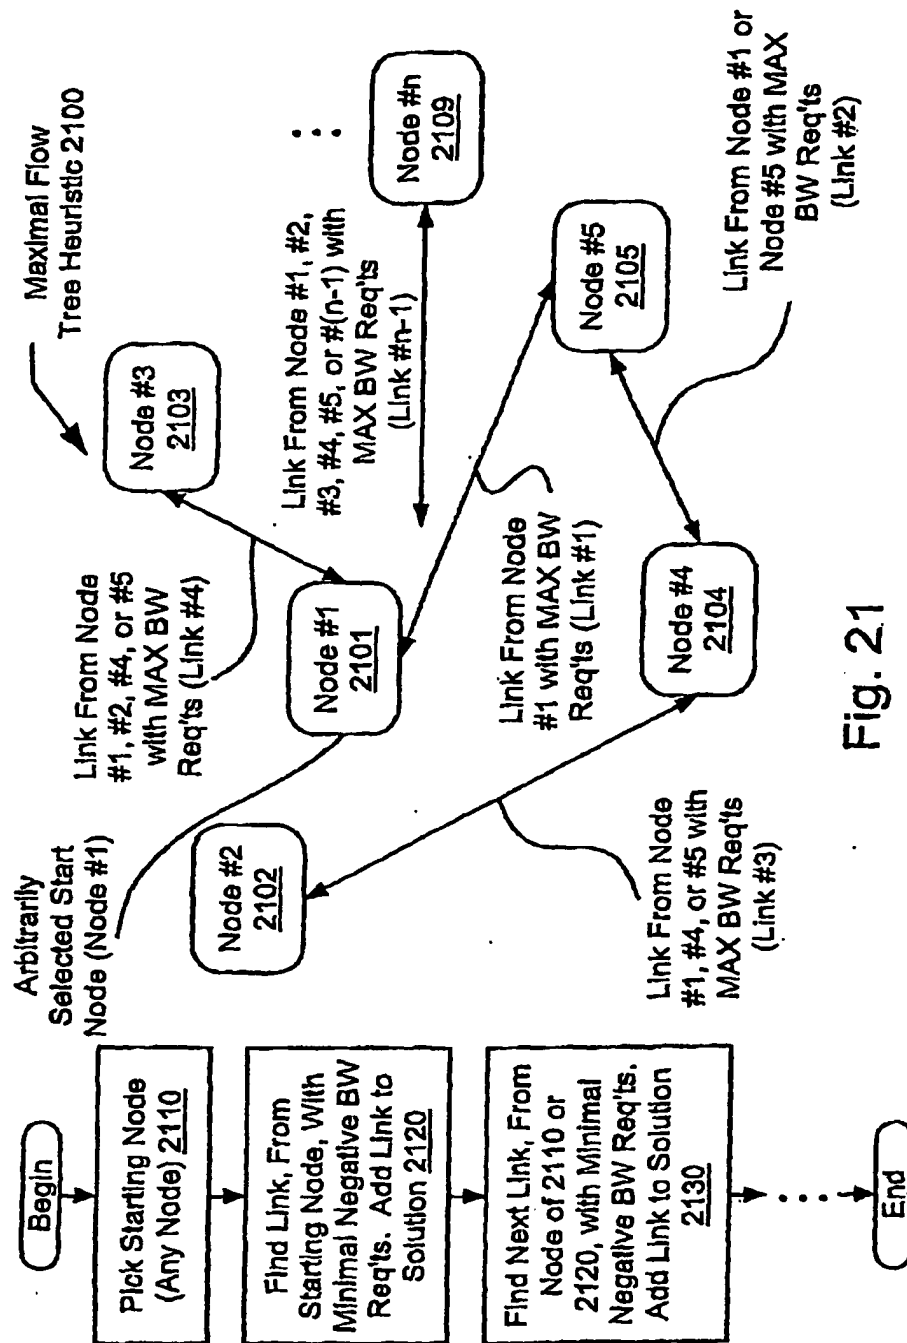 Maximal Flow
Tree Heuristic 2100
Begin
Pick Starting Node
(Any Node) 2110
Find Link, From
Starting Node, With
Minimal Negative BW
Req'ts. Add Link to
Solution 2120
Find Next Link, From
Node of 2110 or
2120, with Minimal
Negative BW Req'ts.
Add Link to Solution
2130
End
Arbitrarily
Selected Start
Node (Node #1)
Link From Node
#1, #2, #4, or #5
with MAX BW
Req'ts (Link #4)
Node #3
2103
Link From Node #1, #2,
#3, #4, #5, or #(n-1) with
MAX BW Req'ts
(Link #n-1)
Node #n
2109
Node #2
2102
Node #1
2101
Link From Node
#1 with MAX BW
Req'ts (Link #1)
Node #5
2105
Node #4
2104
Link From Node
#1, #4, or #5 with
MAX BW Req'ts
(Link #3)
Link From Node #1 or
Node #5 with MAX
BW Req'ts
(Link #2)
Fig. 21